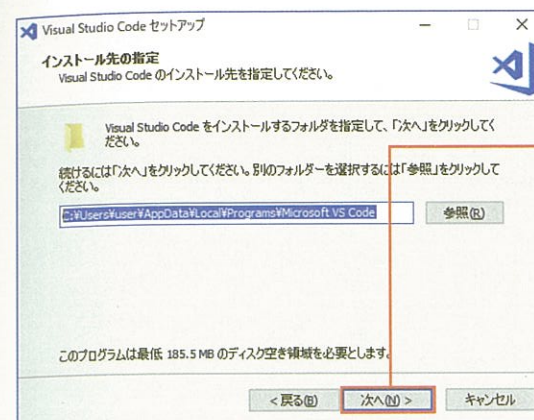 Visual Studio Code セットアップ
インストール先の指定
Visual Studio Code のインストール先を指定してください。
Visual Studio Code をインストールするフォルダを指定して、「次へ」をクリックしてく
ださい。
続けるには「次へ」をクリックしてください。別のフォルダーを選択するには「参照」をクリックして
ください。
C:¥Users¥user¥AppData¥Local¥Programs¥Microsoft VS Code
参照(R)
このプログラムは最低 185.5 MB のディスク空き領域を必要とします。
< 戻る(B)
次へ(N) >
キャンセル